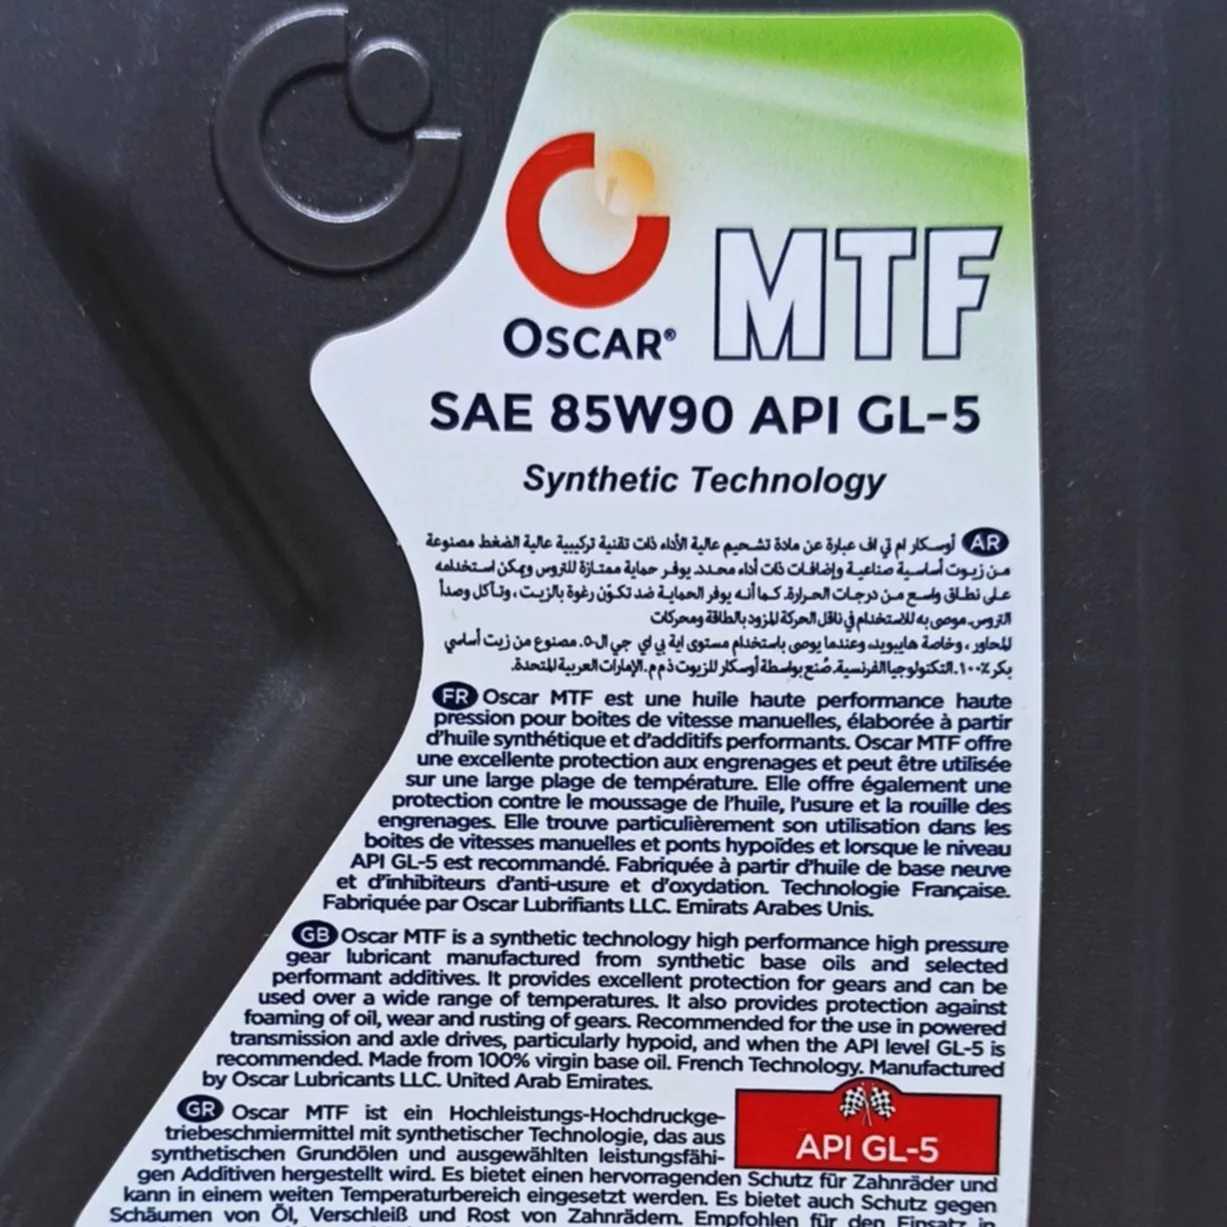 OSCAR®
MTF
SAE 85W90 API GL-5
Synthetic Technology
AR أوسكار ام تي اف عبارة عن مادة تشحيم عالية الأداء ذات تقنية تركيبية عالية الضغط مصنوعة
من زيوت أساسية صناعية وإضافات ذات أداء محدد. يوفر حماية ممتازة للتروس ويمكن استخدامه
على نطاق واسع من درجات الحرارة. كما أنه يوفر الحماية ضد تكوّن رغوة بالزيت ، وتآكل وصدأ
التروس. موصى به للاستخدام في ناقل الحركة المزود بالطاقة ومحركات
المحاور ، وخاصة هايبويد، وعندما يوصى باستخدام مستوى اية بي اي جي ال-٥. مصنوع من زيت أساسي
بكر ١٠٠٪. التكنولوجيا الفرنسية. صُنع بواسطة أوسكار للزيوت ذ م م. الإمارات العربية المتحدة.
FR Oscar MTF est une huile haute performance haute
pression pour boites de vitesse manuelles, élaborée à partir
d'huile synthétique et d'additifs performants. Oscar MTF offre
une excellente protection aux engrenages et peut être utilisée
sur une large plage de température. Elle offre également une
protection contre le moussage de l'huile, l'usure et la rouille des
engrenages. Elle trouve particulièrement son utilisation dans les
boites de vitesses manuelles et ponts hypoïdes et lorsque le niveau
API GL-5 est recommandé. Fabriquée à partir d'huile de base neuve
et d'inhibiteurs d'anti-usure et d'oxydation. Technologie Française.
Fabriquée par Oscar Lubrifiants LLC. Emirats Arabes Unis.
GB Oscar MTF is a synthetic technology high performance high pressure
gear lubricant manufactured from synthetic base oils and selected
performant additives. It provides excellent protection for gears and can be
used over a wide range of temperatures. It also provides protection against
foaming of oil, wear and rusting of gears. Recommended for the use in powered
transmission and axle drives, particularly hypoid, and when the API level GL-5 is
recommended. Made from 100% virgin base oil. French Technology. Manufactured
by Oscar Lubricants LLC. United Arab Emirates.
GR Oscar MTF ist ein Hochleistungs-Hochdruckge-
triebeschmiermittel mit synthetischer Technologie, das aus
synthetischen Grundölen und ausgewählten leistungsfähi-
gen Additiven hergestellt wird. Es bietet einen hervorragenden Schutz für Zahnräder und
kann in einem weiten Temperaturbereich eingesetzt werden. Es bietet auch Schutz gegen
Schäumen von Öl, Verschleiß und Rost von Zahnrädern. Empfohlen für den Einsatz in
API GL-5